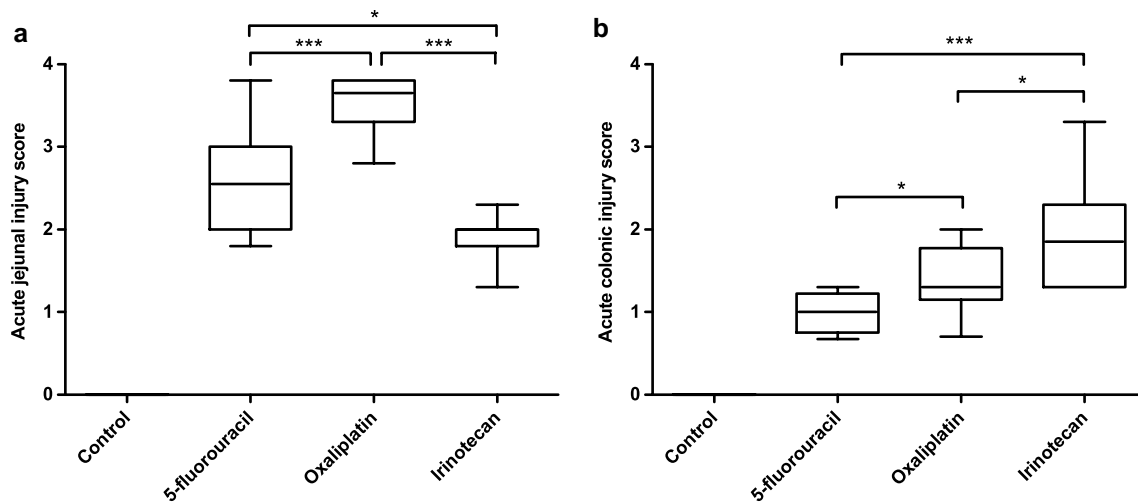 a
*
***
***
Acute jejunal injury score
4
3
2
1
0
Control
5-fluorouracil
Oxaliplatin
Irinotecan
b
***
*
*
Acute colonic injury score
4
3
2
1
0
Control
5-fluorouracil
Oxaliplatin
Irinotecan